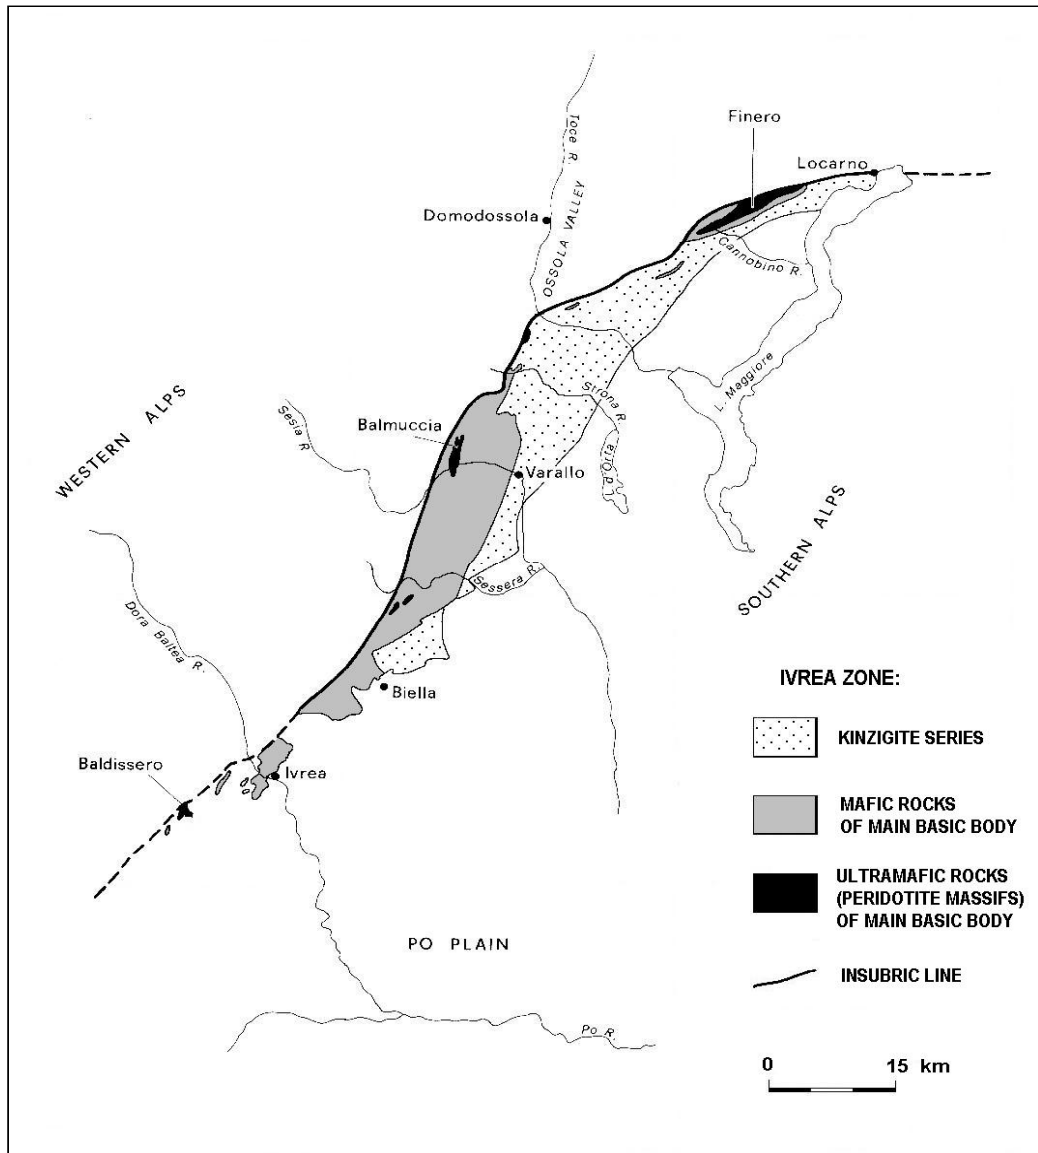 Finero
Locarno
Toce R.
OSSOLA VALLEY
Domodossola
Cannobino R.
L. Maggiore
Strona R.
Sesia R
Balmuccia
WESTERN ALPS
Varallo
(L.D'Orta)
SOUTHERN ALPS
Sessera R.
Dora Baltea R.
Biella
Baldissero
Ivrea
PO PLAIN
Po R.
IVREA ZONE:
KINZIGITE SERIES
MAFIC ROCKS
OF MAIN BASIC BODY
ULTRAMAFIC ROCKS
(PERIDOTITE MASSIFS)
OF MAIN BASIC BODY
INSUBRIC LINE
0 15 km